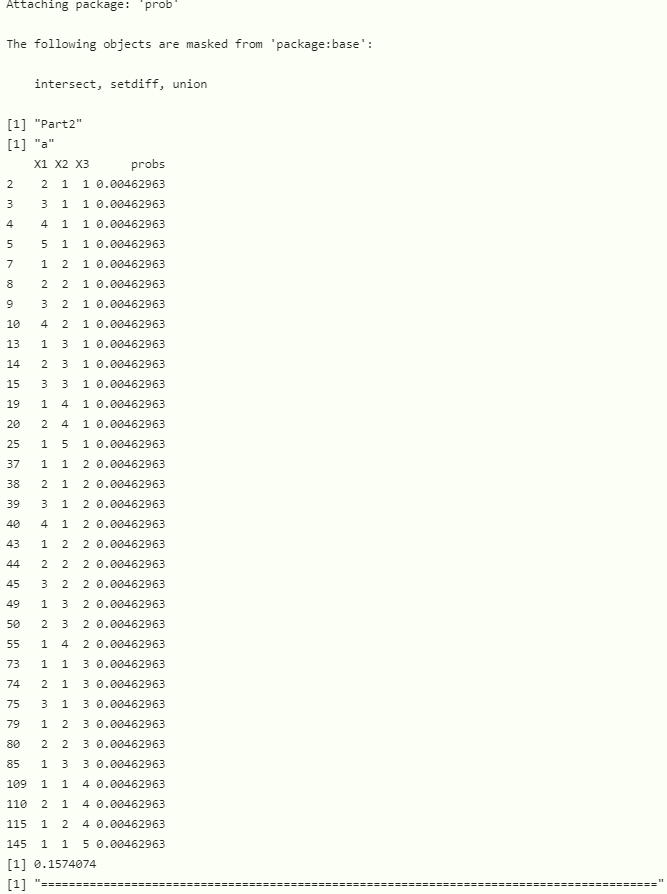 Attaching package: 'prob'
The following objects are masked from 'package:base':
intersect, setdiff, union
[1] "Part2"
[1] "a"
X1 X2 X3 probs
2 2 1 1 0.00462963
3 3 1 1 0.00462963
4 4 1 1 0.00462963
5 5 1 1 0.00462963
7 1 2 1 0.00462963
8 2 2 1 0.00462963
9 3 2 1 0.00462963
10 4 2 1 0.00462963
13 1 3 1 0.00462963
14 2 3 1 0.00462963
15 3 3 1 0.00462963
19 1 4 1 0.00462963
20 2 4 1 0.00462963
25 1 5 1 0.00462963
37 1 1 2 0.00462963
38 2 1 2 0.00462963
39 3 1 2 0.00462963
40 4 1 2 0.00462963
43 1 2 2 0.00462963
44 2 2 2 0.00462963
45 3 2 2 0.00462963
49 1 3 2 0.00462963
50 2 3 2 0.00462963
55 1 4 2 0.00462963
73 1 1 3 0.00462963
74 2 1 3 0.00462963
75 3 1 3 0.00462963
79 1 2 3 0.00462963
80 2 2 3 0.00462963
85 1 3 3 0.00462963
109 1 1 4 0.00462963
110 2 1 4 0.00462963
115 1 2 4 0.00462963
145 1 1 5 0.00462963
[1] 0.1574074
[1] "========================================================================================="